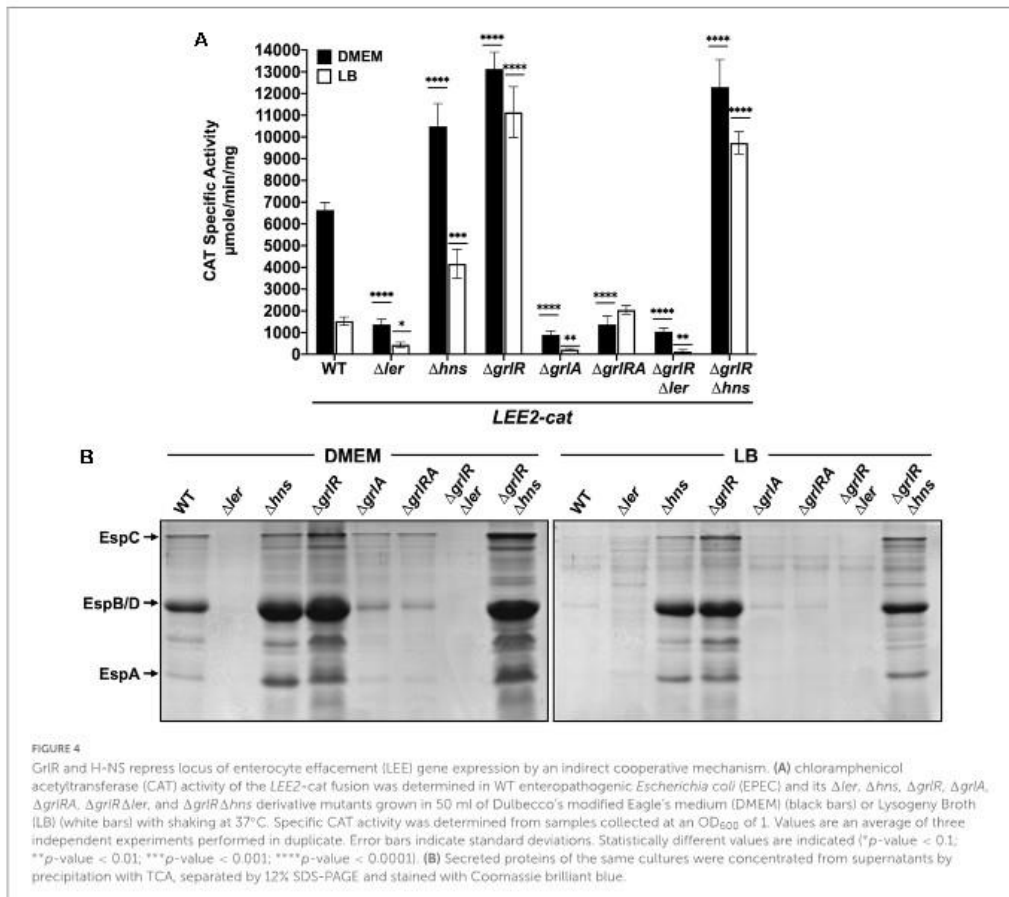 A
DMEM
LB
CAT Specific Activity
µmole/min/mg
14000
13000
12000
11000
10000
9000
8000
7000
6000
5000
4000
3000
2000
1000
0
**** * **** *** **** **** **** ** **** **** ** **** ****
WT Δler Δhns ΔgrlR ΔgrlA ΔgrlRA ΔgrlR Δler ΔgrlR Δhns
LEE2-cat
B
DMEM LB
WT Δler Δhns ΔgrlR ΔgrlA ΔgrlRA ΔgrlR Δler ΔgrlR Δhns WT Δler Δhns ΔgrlR ΔgrlA ΔgrlRA ΔgrlR Δler ΔgrlR Δhns
EspC
EspB/D
EspA
FIGURE 4
GrlR and H-NS repress locus of enterocyte effacement (LEE) gene expression by an indirect cooperative mechanism. (A) chloramphenicol
acetyltransferase (CAT) activity of the LEE2-cat fusion was determined in WT enteropathogenic Escherichia coli (EPEC) and its Δler, Δhns, ΔgrlR, ΔgrlA,
ΔgrlRA, ΔgrlRΔler, and ΔgrlRΔhns derivative mutants grown in 50 ml of Dulbecco's modified Eagle's medium (DMEM) (black bars) or Lysogeny Broth
(LB) (white bars) with shaking at 37°C. Specific CAT activity was determined from samples collected at an OD600 of 1. Values are an average of three
independent experiments performed in duplicate. Error bars indicate standard deviations. Statistically different values are indicated (*p-value < 0.1;
**p-value < 0.01; ***p-value < 0.001; ****p-value < 0.0001). (B) Secreted proteins of the same cultures were concentrated from supernatants by
precipitation with TCA, separated by 12% SDS-PAGE and stained with Coomassie brilliant blue.